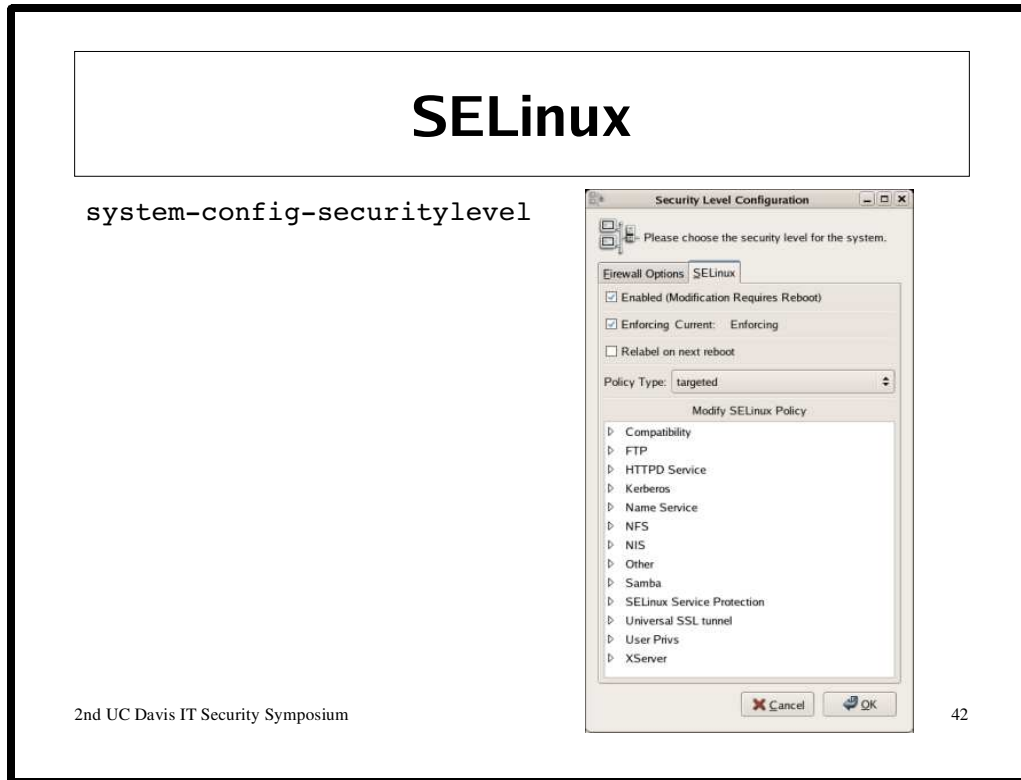 SELinux
system-config-securitylevel
Security Level Configuration
Please choose the security level for the system.
Firewall Options SELinux
Enabled (Modification Requires Reboot)
Enforcing Current: Enforcing
Relabel on next reboot
Policy Type: targeted
Modify SELinux Policy
Compatibility
FTP
HTTPD Service
Kerberos
Name Service
NFS
NIS
Other
Samba
SELinux Service Protection
Universal SSL tunnel
User Privs
XServer
Cancel OK
2nd UC Davis IT Security Symposium
42